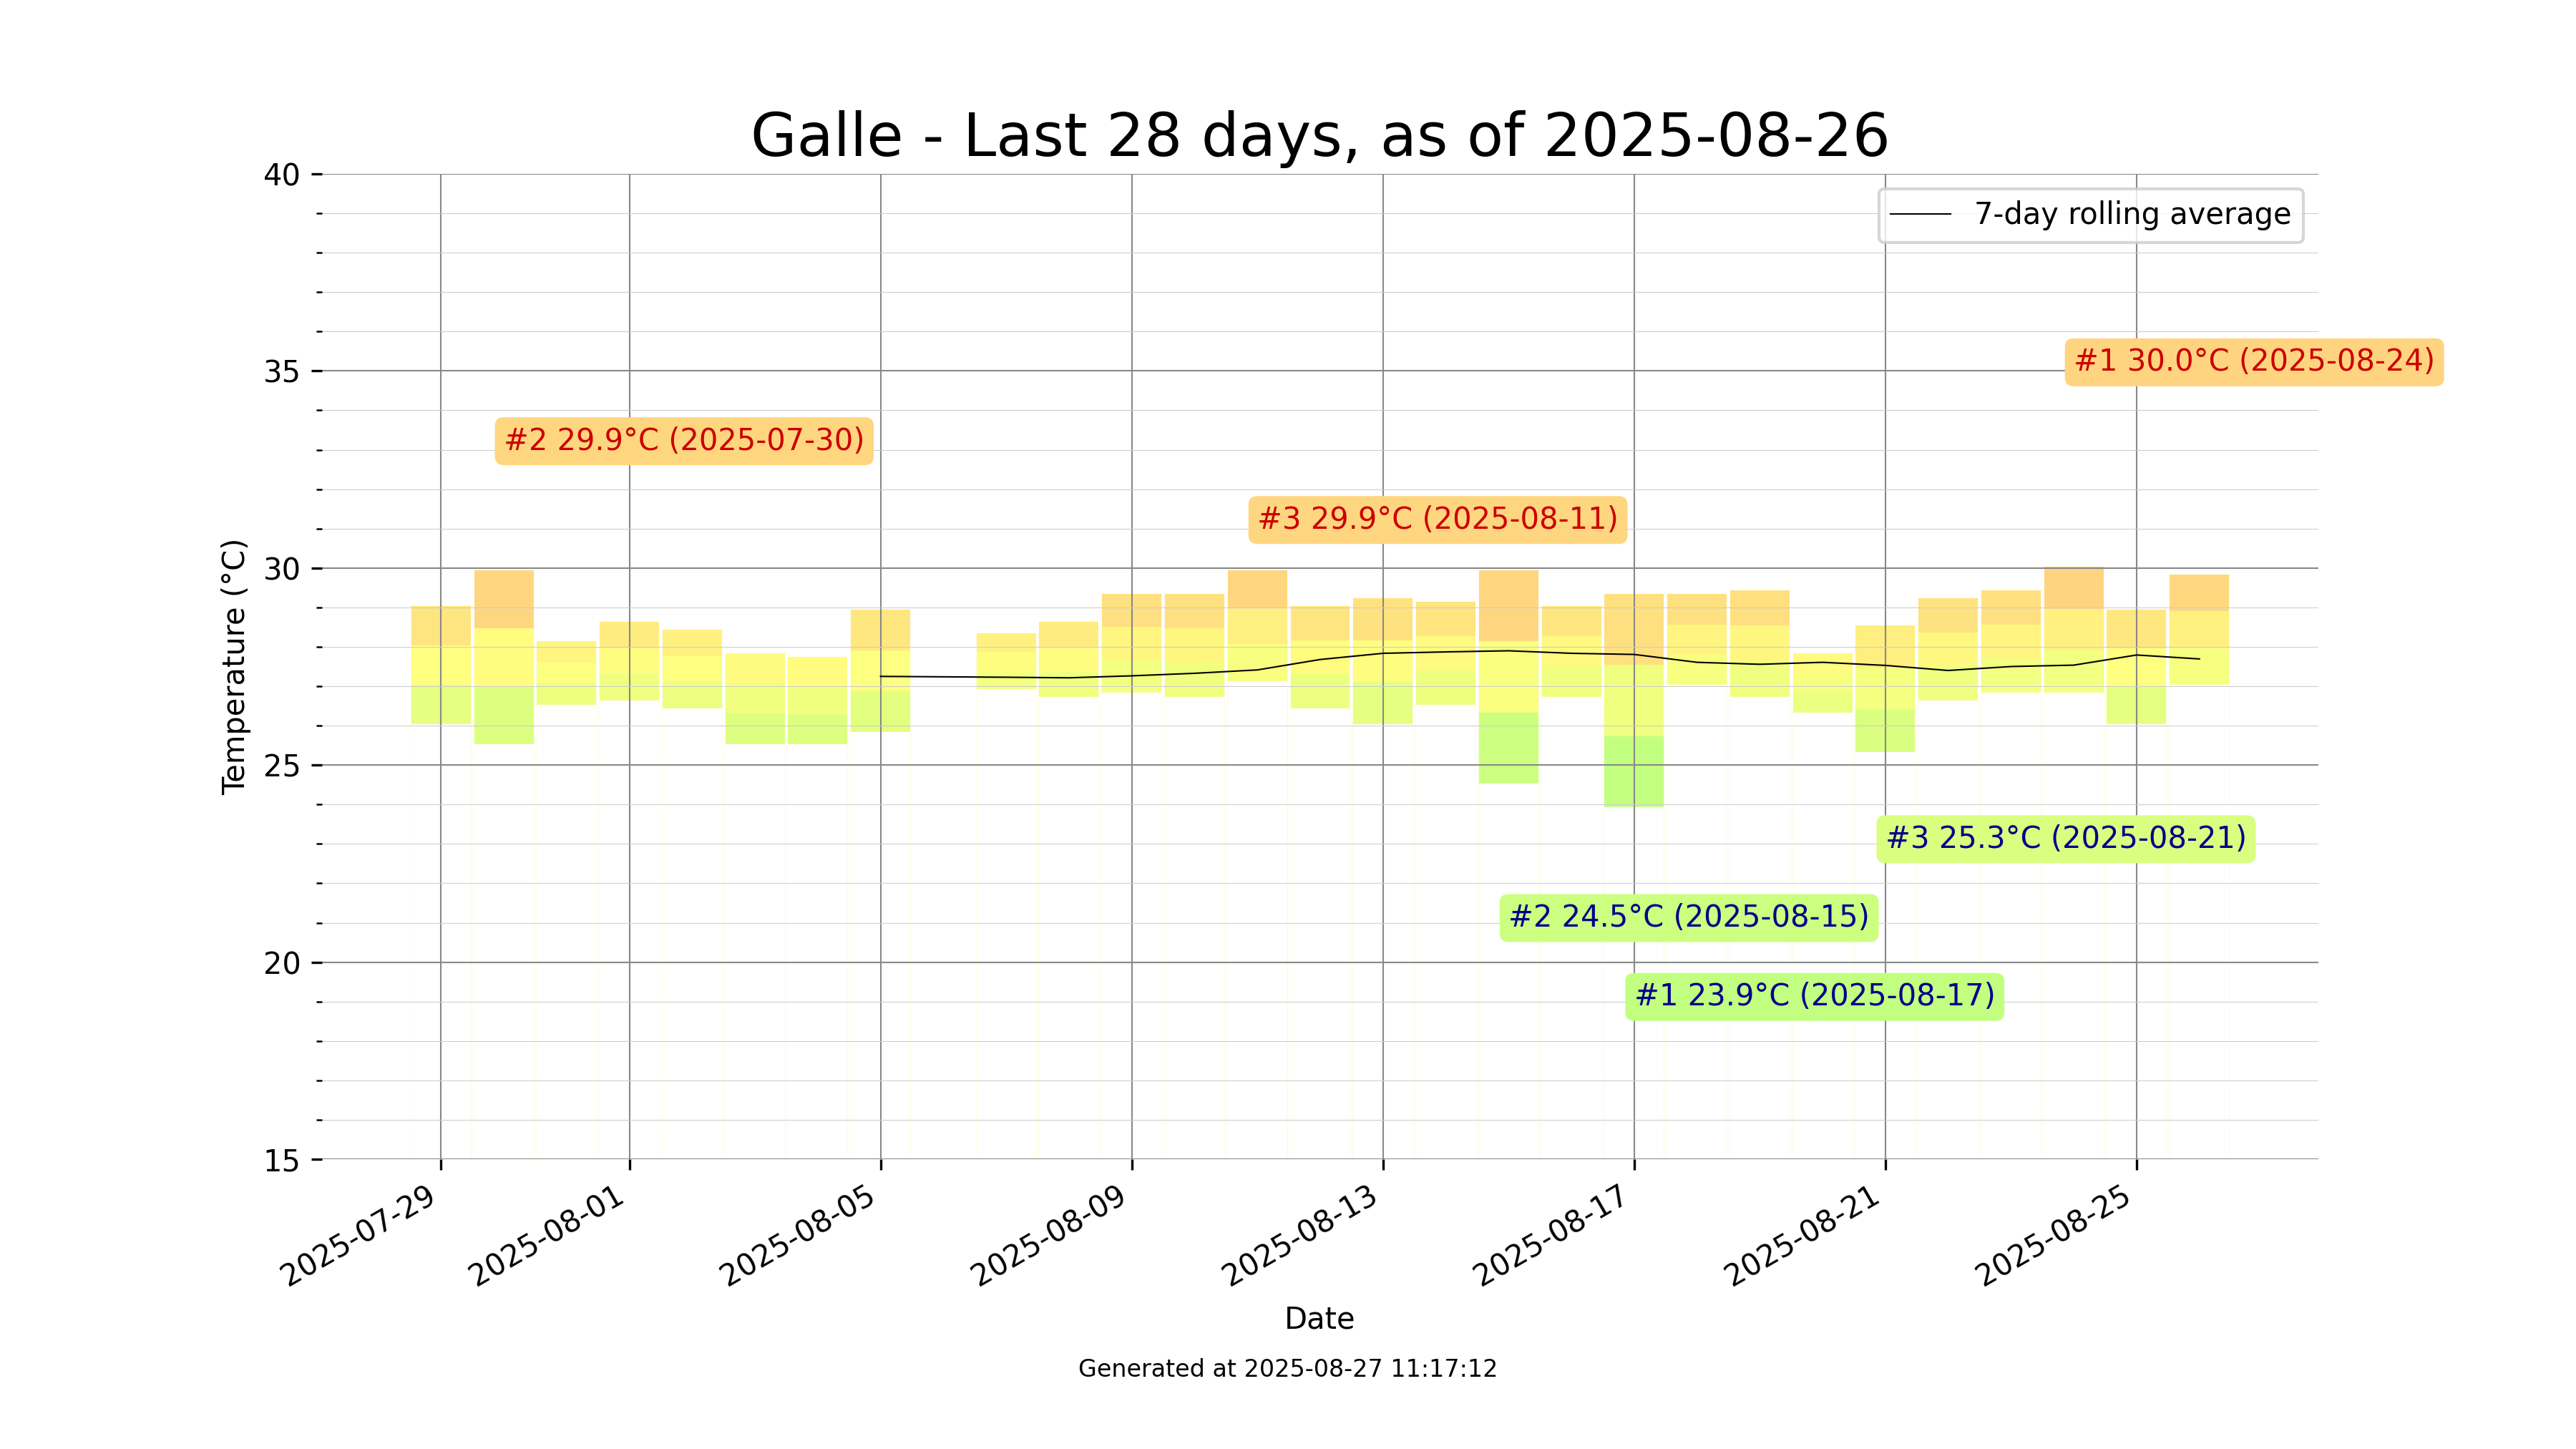 Galle - Last 28 days, as of 2025-08-26
7-day rolling average
40
35
30
25
20
15
Temperature (°C)
#1 30.0°C (2025-08-24)
#2 29.9°C (2025-07-30)
#3 29.9°C (2025-08-11)
#3 25.3°C (2025-08-21)
#2 24.5°C (2025-08-15)
#1 23.9°C (2025-08-17)
2025-07-29
2025-08-01
2025-08-05
2025-08-09
2025-08-13
2025-08-17
2025-08-21
2025-08-25
Date
Generated at 2025-08-27 11:17:12